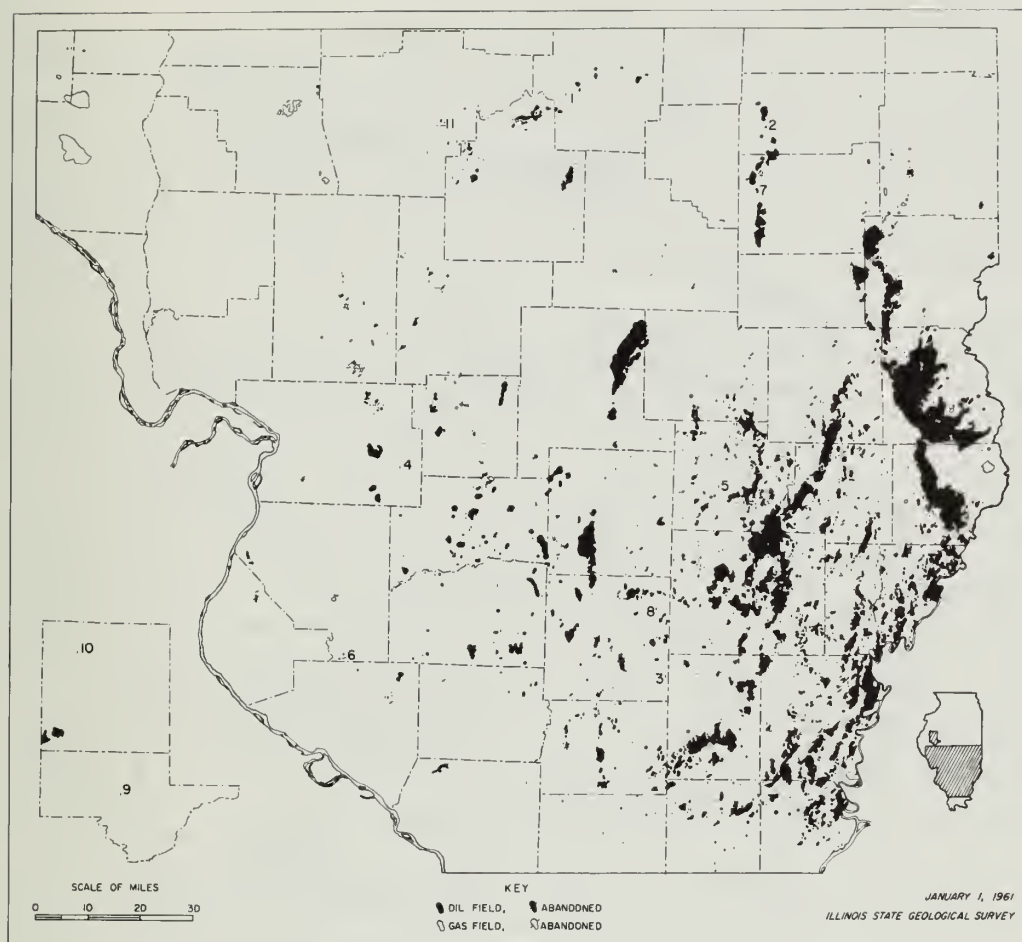 .11
1
.2
7
.4
5
8
.6
3
.10
.9
SCALE OF MILES
0 10 20 30
KEY
OIL FIELD, ABANDONED
GAS FIELD, ABANDONED
JANUARY 1, 1961
ILLINOIS STATE GEOLOGICAL SURVEY